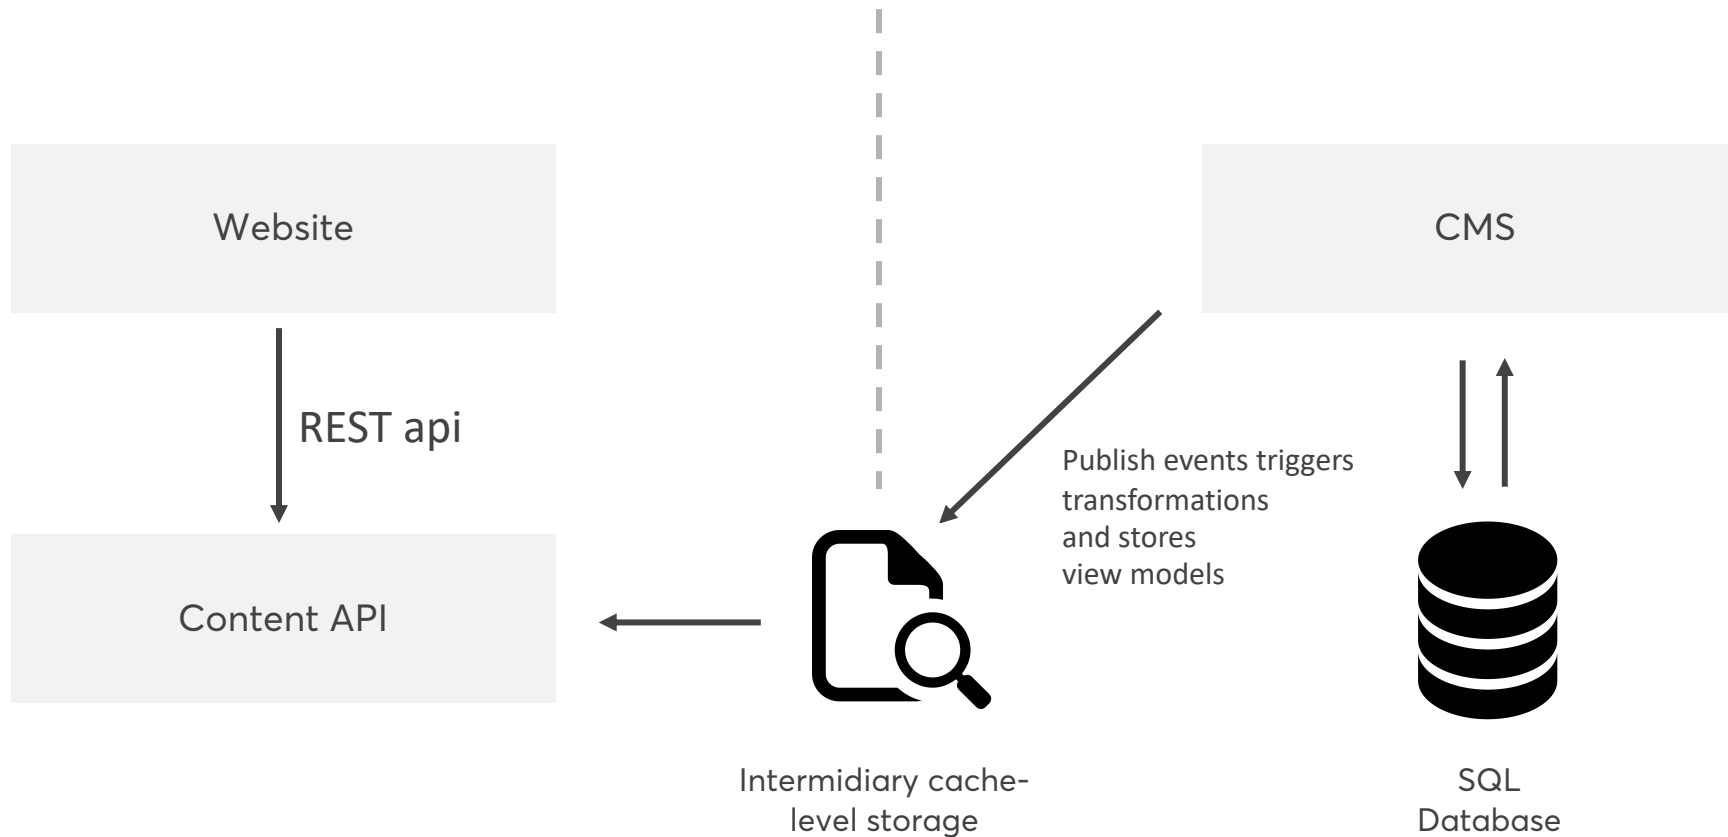 Website
CMS
REST api
Publish events triggers
transformations
and stores
view models
Content API
Intermidiary cache-
level storage
SQL
Database